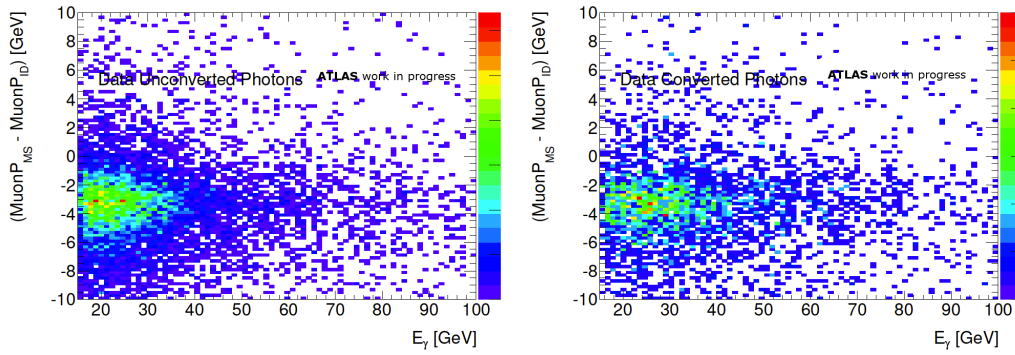 (MuonP_MS - MuonP_ID) [GeV]
10
8
6
4
2
0
-2
-4
-6
-8
-10
Data Unconverted Photons
ATLAS work in progress
20 30 40 50 60 70 80 90 100
E_γ [GeV]
(MuonP_MS - MuonP_ID) [GeV]
10
8
6
4
2
0
-2
-4
-6
-8
-10
Data Converted Photons
ATLAS work in progress
20 30 40 50 60 70 80 90 100
E_γ [GeV]